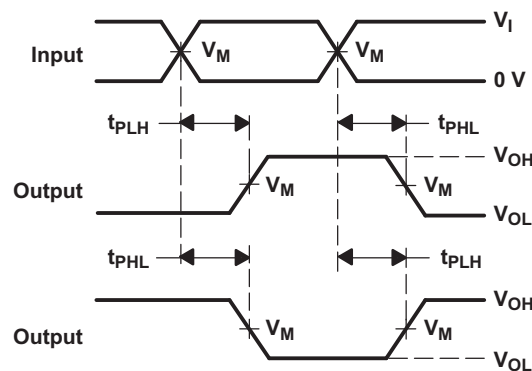 V_I
Input V_M V_M
0 V
t_PLH t_PHL
V_OH
Output V_M V_M
V_OL
t_PHL t_PLH
V_OH
Output V_M V_M
V_OL